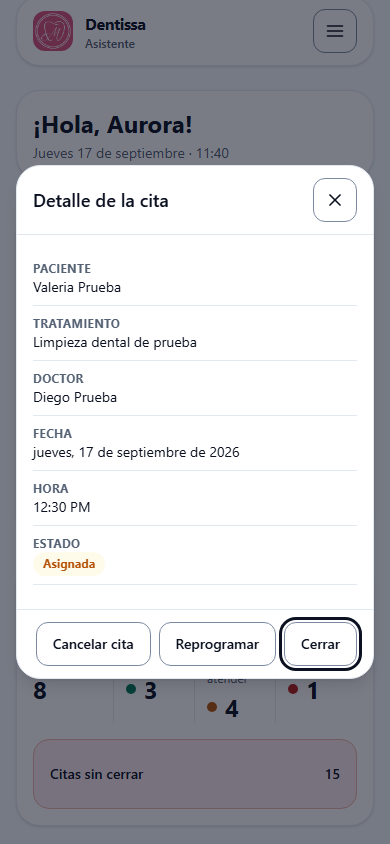 Dentissa
Asistente
¡Hola, Aurora!
Jueves 17 de septiembre · 11:40
Detalle de la cita
PACIENTE
Valeria Prueba
TRATAMIENTO
Limpieza dental de prueba
DOCTOR
Diego Prueba
FECHA
jueves, 17 de septiembre de 2026
HORA
12:30 PM
ESTADO
Asignada
Cancelar cita
Reprogramar
Cerrar
atender
8
3
4
1
Citas sin cerrar
15